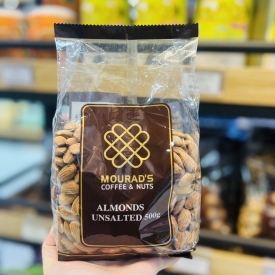 MOURAD'S
COFFEE & NUTS
ALMONDS
UNSALTED 500g